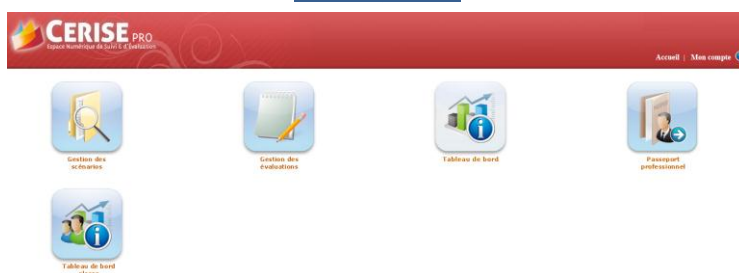 CERISE PRO
Espace Numérique de Suivi & d'Évaluation
Accueil | Mon compte
Gestion des
scénarios
Gestion des
évaluations
Tableau de bord
Passeport
professionnel
Tableau de bord
classe